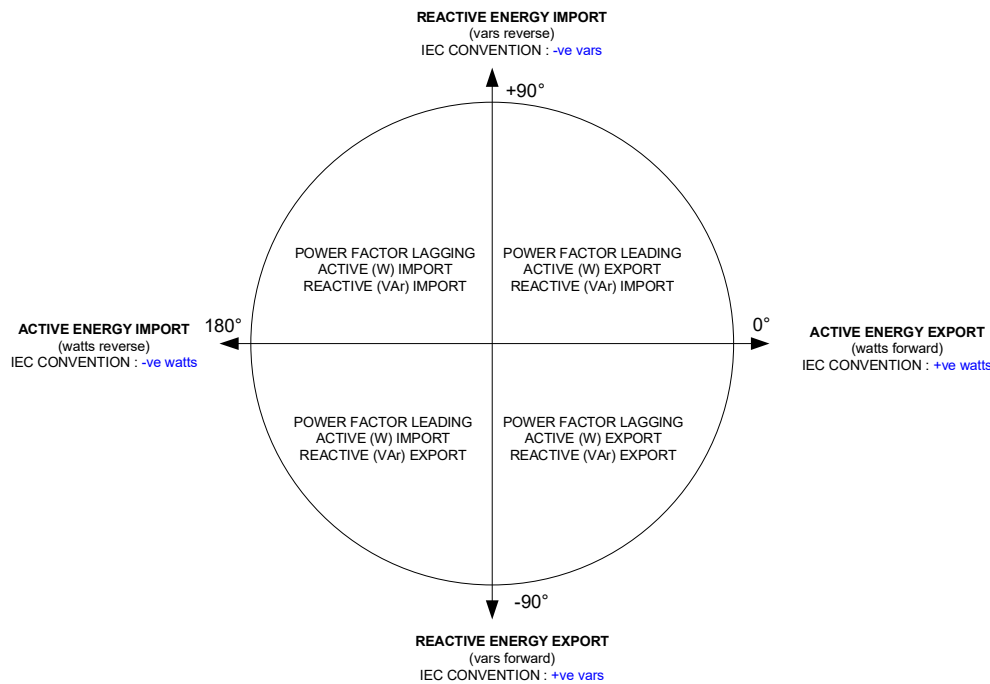 REACTIVE ENERGY IMPORT
(vars reverse)
IEC CONVENTION : -ve vars
+90°
POWER FACTOR LAGGING
ACTIVE (W) IMPORT
REACTIVE (VAr) IMPORT
POWER FACTOR LEADING
ACTIVE (W) EXPORT
REACTIVE (VAr) IMPORT
ACTIVE ENERGY IMPORT
(watts reverse)
IEC CONVENTION : -ve watts
180°
0°
ACTIVE ENERGY EXPORT
(watts forward)
IEC CONVENTION : +ve watts
POWER FACTOR LEADING
ACTIVE (W) IMPORT
REACTIVE (VAr) EXPORT
POWER FACTOR LAGGING
ACTIVE (W) EXPORT
REACTIVE (VAr) EXPORT
-90°
REACTIVE ENERGY EXPORT
(vars forward)
IEC CONVENTION : +ve vars